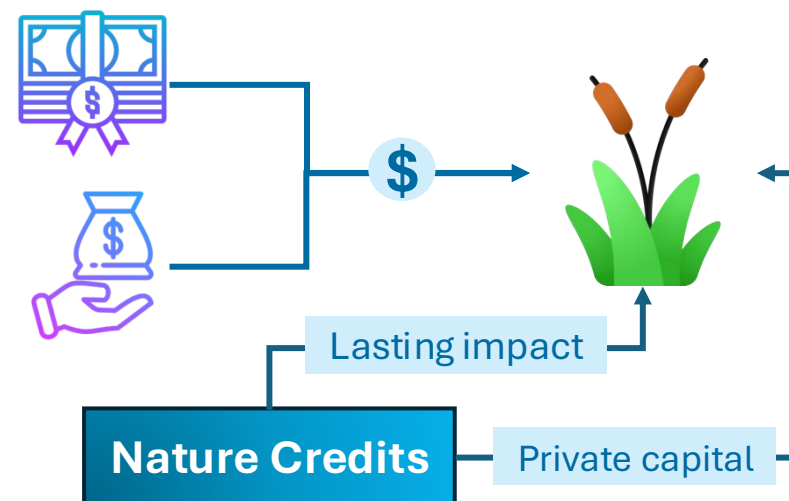 $
$
$
Lasting impact
Nature Credits
Private capital